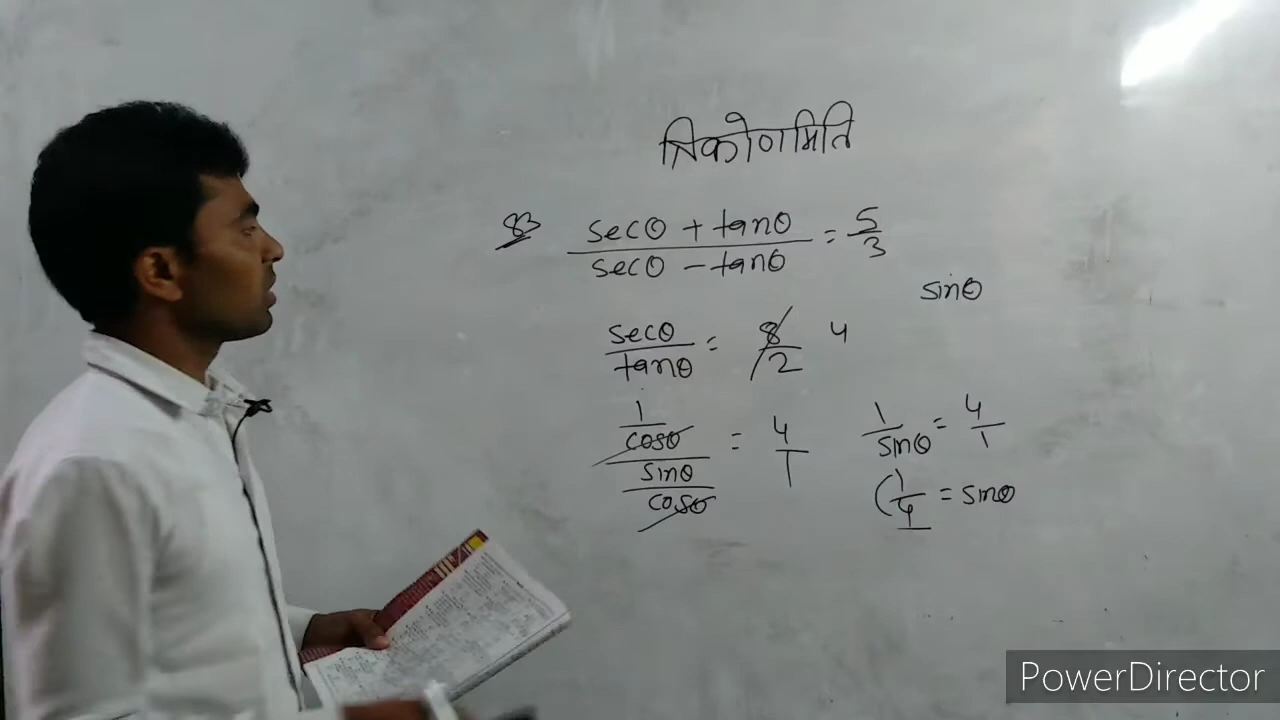 त्रिकोणमिति
83 secθ + tanθ / secθ - tanθ = 5/3
sinθ
secθ / tanθ = 8/2 4
1/cosθ / sinθ/cosθ = 4/1
1/sinθ = 4/1
(1/4 = sinθ
PowerDirector